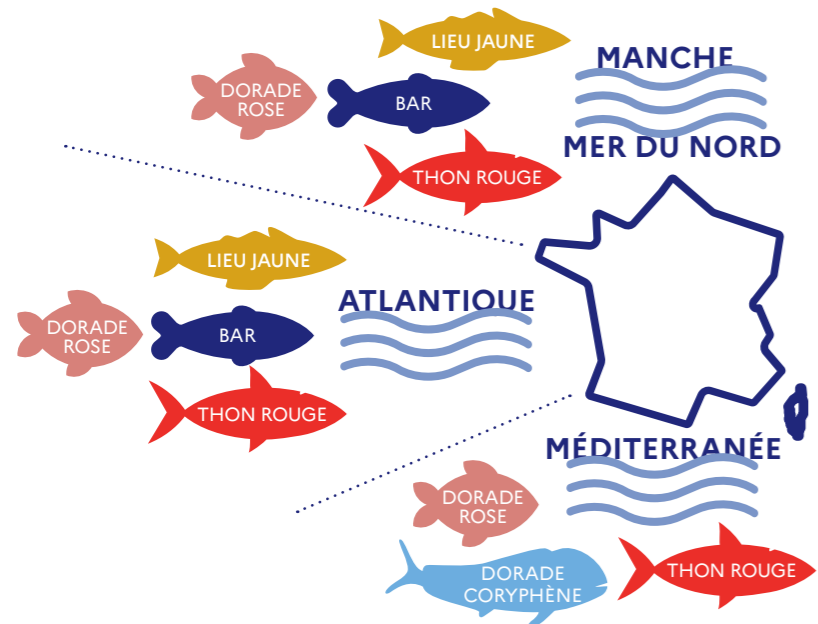 LIEU JAUNE
MANCHE
DORADE
ROSE
BAR
MER DU NORD
THON ROUGE
LIEU JAUNE
ATLANTIQUE
DORADE
ROSE
BAR
THON ROUGE
MÉDITERRANÉE
DORADE
ROSE
DORADE
CORYPHÈNE
THON ROUGE